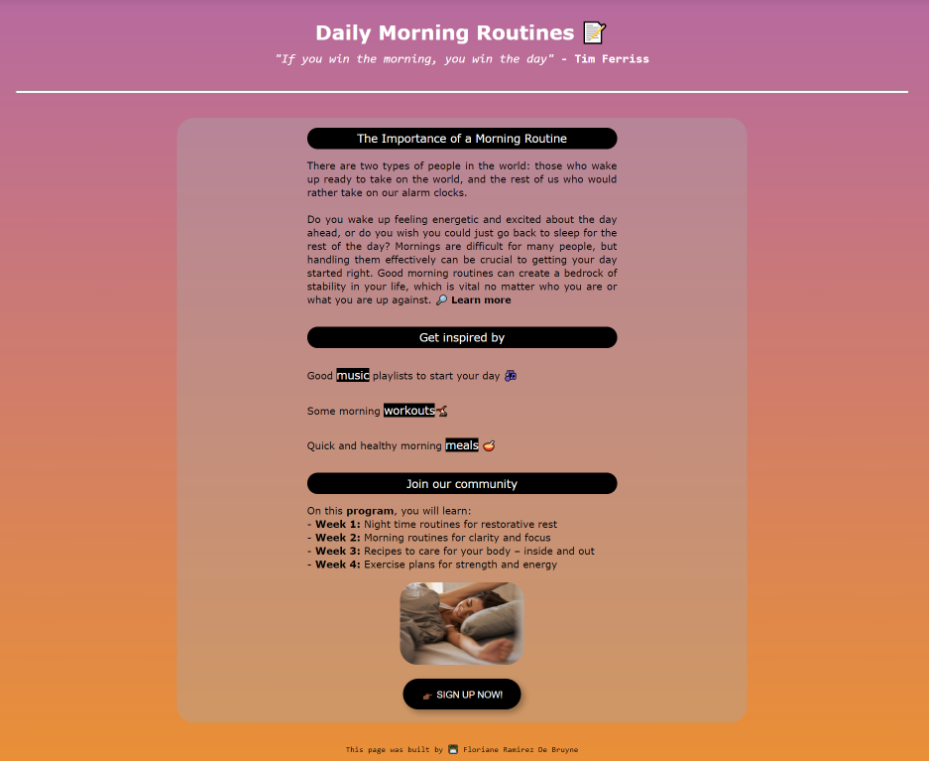 Daily Morning Routines
"If you win the morning, you win the day" - Tim Ferriss
The Importance of a Morning Routine
There are two types of people in the world: those who wake
up ready to take on the world, and the rest of us who would
rather take on our alarm clocks.
Do you wake up feeling energetic and excited about the day
ahead, or do you wish you could just go back to sleep for the
rest of the day? Mornings are difficult for many people, but
handling them effectively can be crucial to getting your day
started right. Good morning routines can create a bedrock of
stability in your life, which is vital no matter who you are or
what you are up against. Learn more
Get inspired by
Good music playlists to start your day
Some morning workouts
Quick and healthy morning meals
Join our community
On this program, you will learn:
- Week 1: Night time routines for restorative rest
- Week 2: Morning routines for clarity and focus
- Week 3: Recipes to care for your body – inside and out
- Week 4: Exercise plans for strength and energy
SIGN UP NOW!
This page was built by Floriane Ramirez De Bruyne